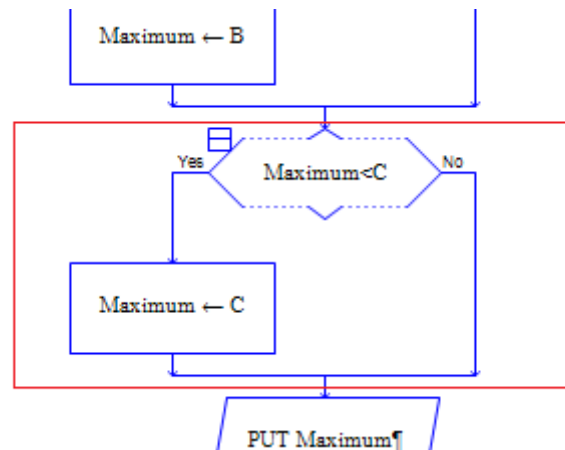 Maximum ← B
Yes
Maximum<C
No
Maximum ← C
PUT Maximum¶